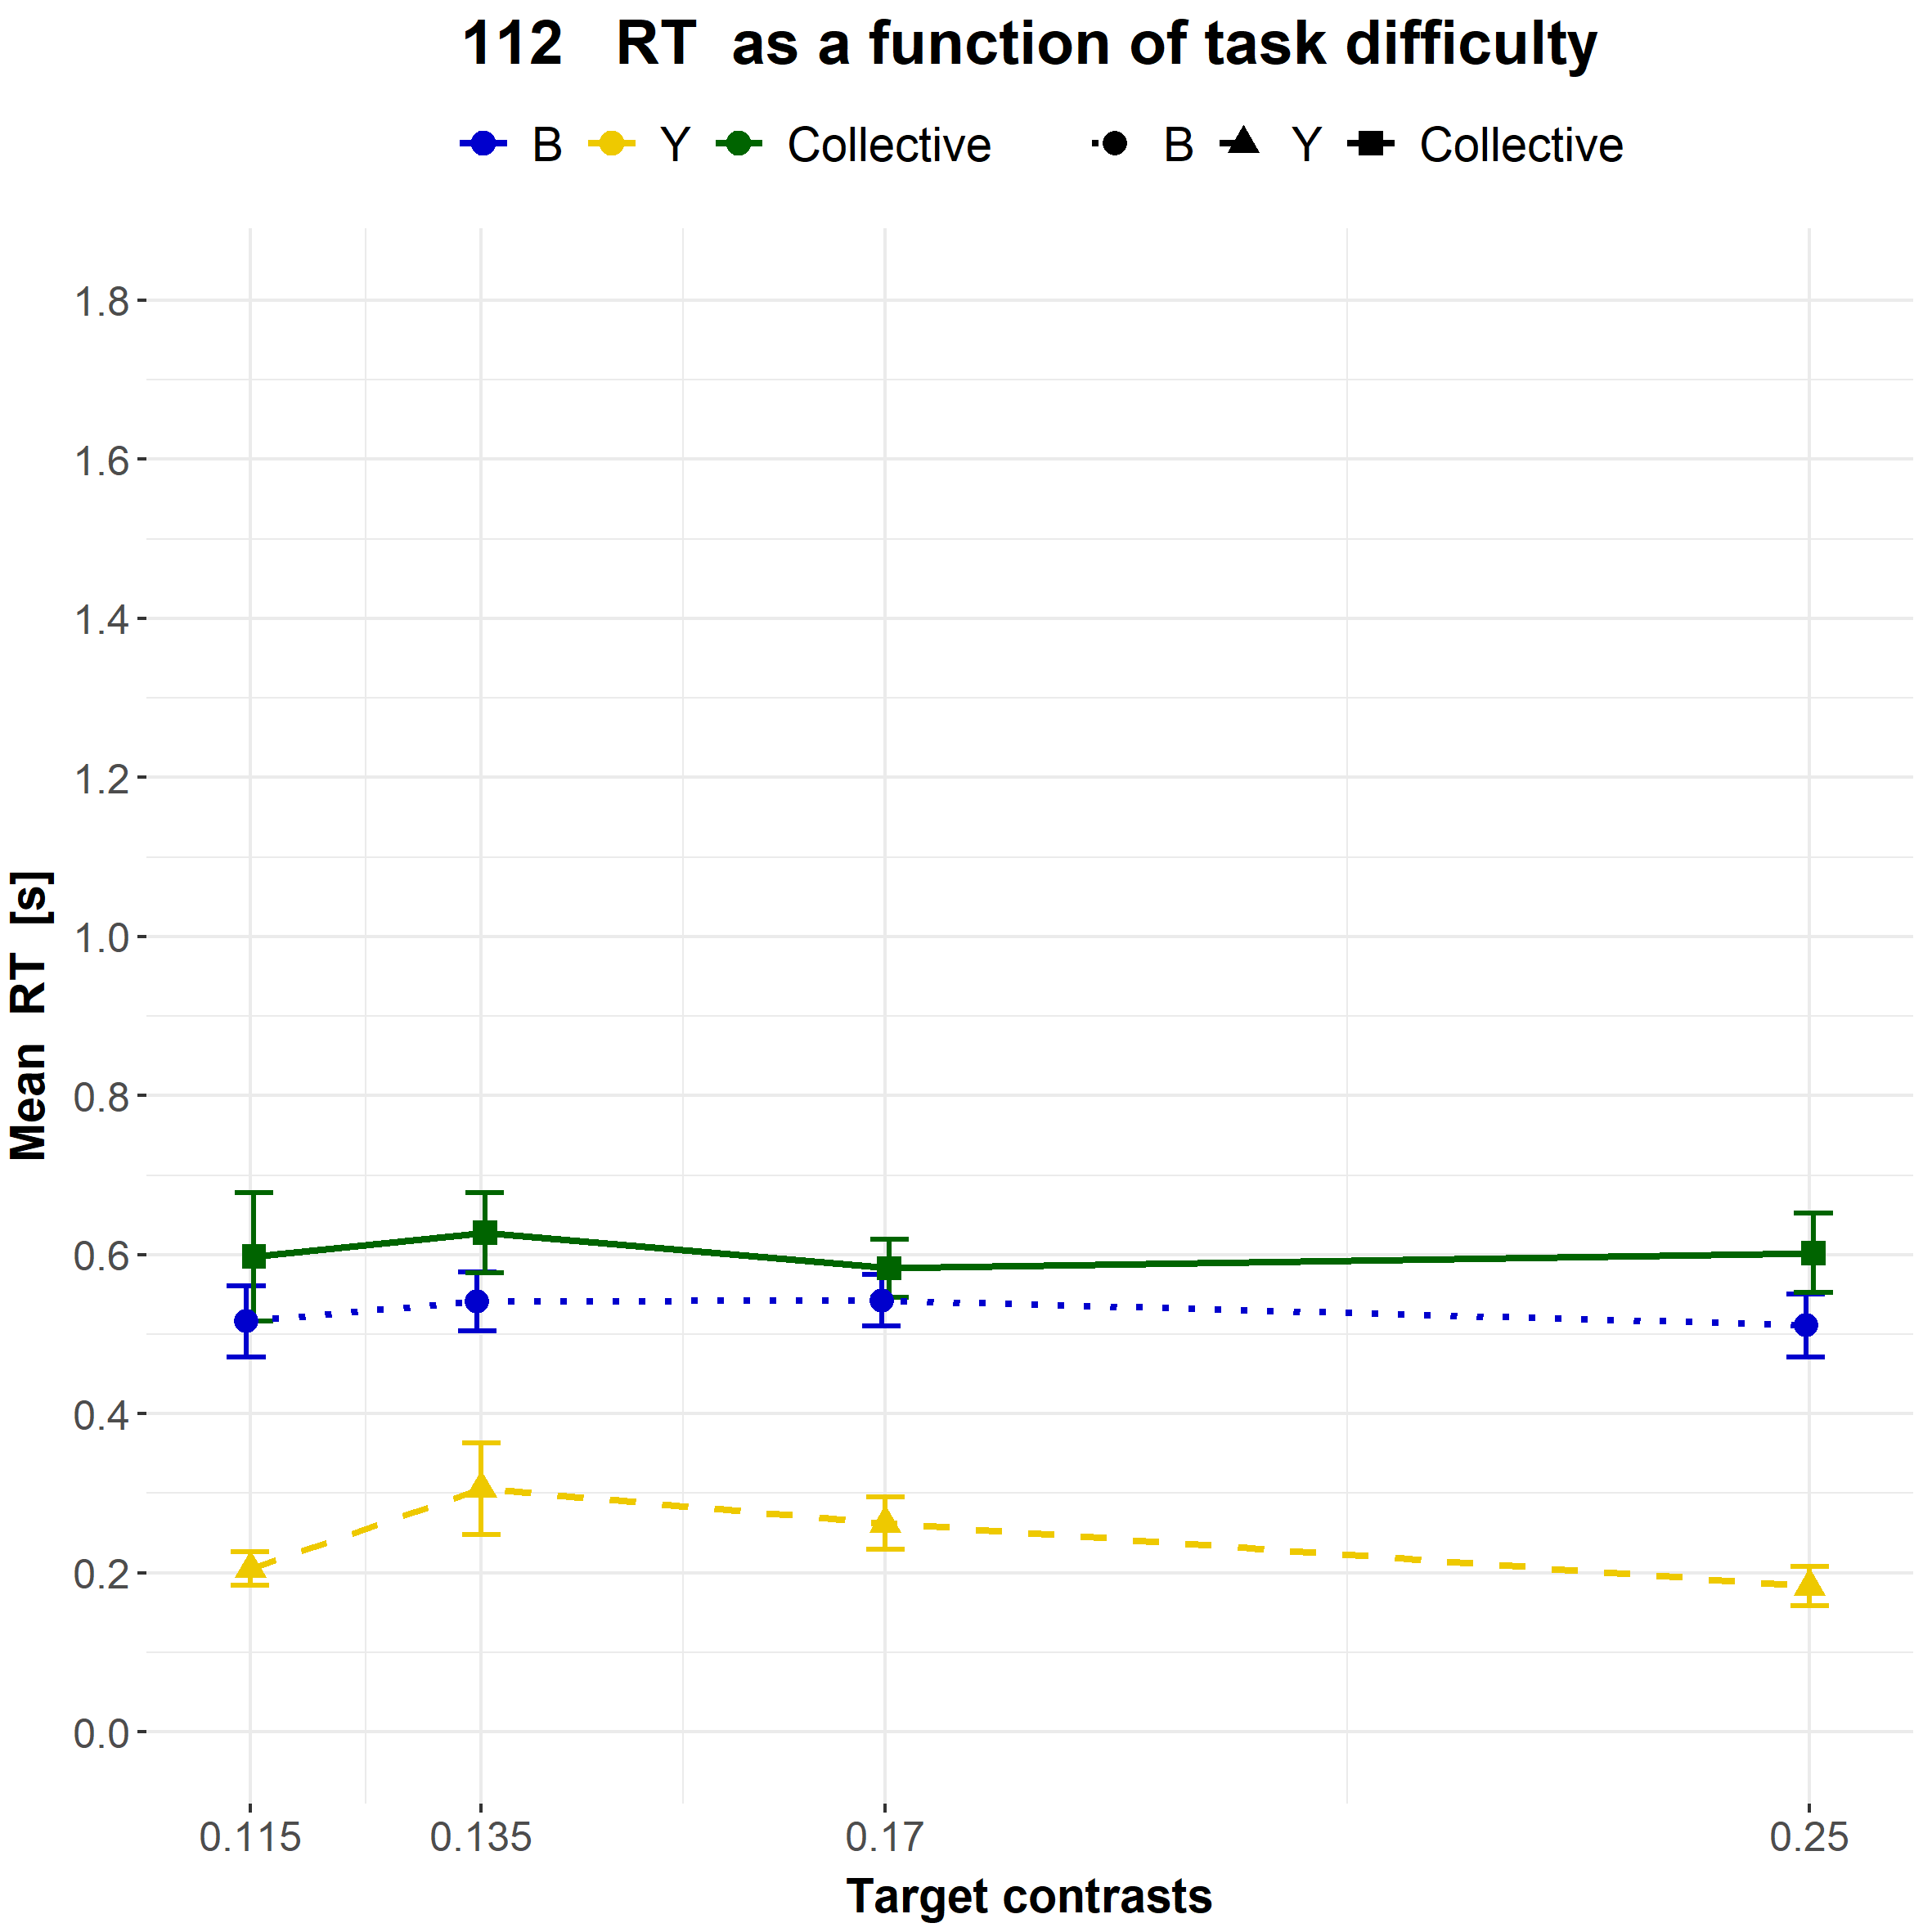 112 RT as a function of task difficulty
B Y Collective B Y Collective
1.8
1.6
1.4
1.2
1.0
0.8
0.6
0.4
0.2
0.0
Mean RT [s]
0.115 0.135 0.17 0.25
Target contrasts